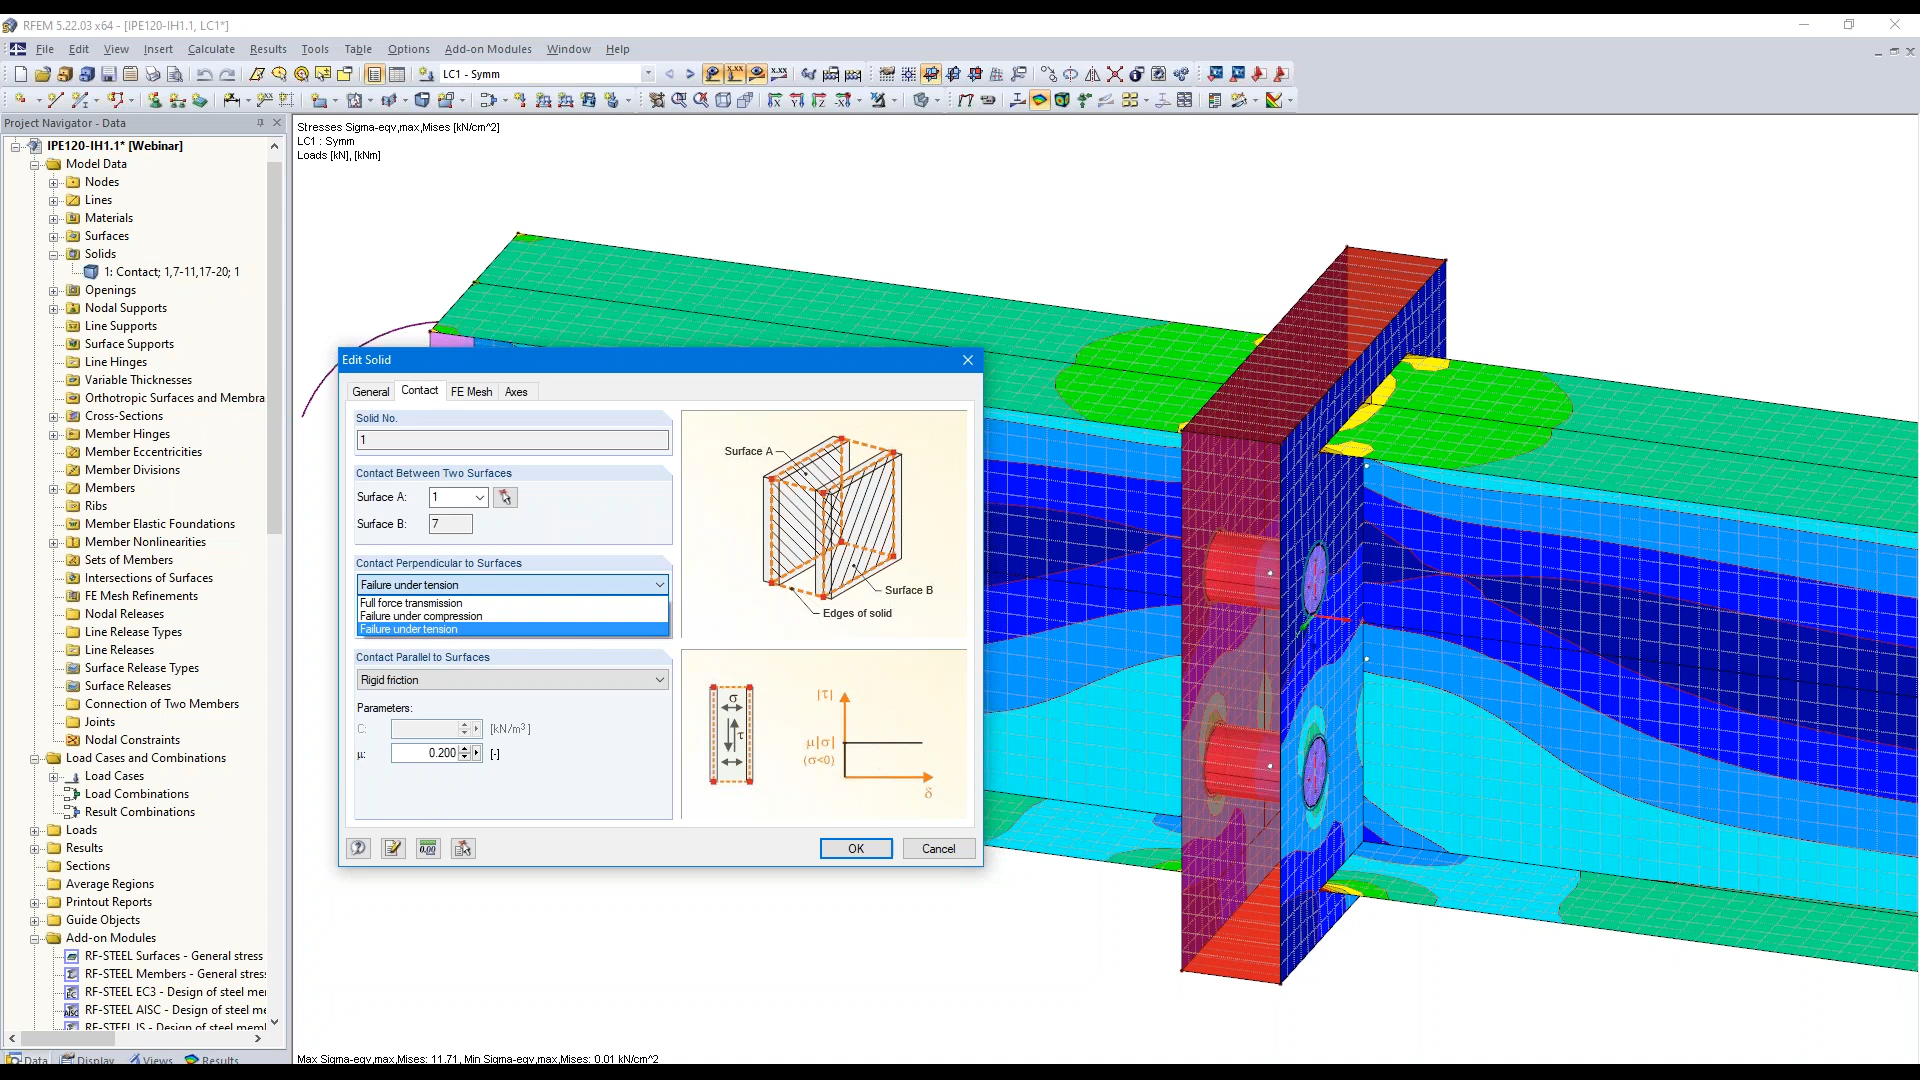 RFEM 5.22.03 x64 - [IPE120-IH1.1, LC1*]
File Edit View Insert Calculate Results Tools Table Options Add-on Modules Window Help
LC1 - Symm
Project Navigator - Data
IPE120-IH1.1* [Webinar]
Model Data
Nodes
Lines
Materials
Surfaces
Solids
1: Contact; 1,7-11,17-20; 1
Openings
Nodal Supports
Line Supports
Surface Supports
Line Hinges
Variable Thicknesses
Orthotropic Surfaces and Membra
Cross-Sections
Member Hinges
Member Eccentricities
Member Divisions
Members
Ribs
Member Elastic Foundations
Member Nonlinearities
Sets of Members
Intersections of Surfaces
FE Mesh Refinements
Nodal Releases
Line Release Types
Line Releases
Surface Release Types
Surface Releases
Connection of Two Members
Joints
Nodal Constraints
Load Cases and Combinations
Load Cases
Load Combinations
Result Combinations
Loads
Results
Sections
Average Regions
Printout Reports
Guide Objects
Add-on Modules
RF-STEEL Surfaces - General stress
RF-STEEL Members - General stress
RF-STEEL EC3 - Design of steel me
RF-STEEL AISC - Design of steel me
RF-STEEL IS - Design of steel mem
Data Display Views Results
Stresses Sigma-eqv,max,Mises [kN/cm^2]
LC1 : Symm
Loads [kN], [kNm]
Edit Solid
General Contact FE Mesh Axes
Solid No.
1
Contact Between Two Surfaces
Surface A: 1
Surface B: 7
Contact Perpendicular to Surfaces
Failure under tension
Full force transmission
Failure under compression
Failure under tension
Contact Parallel to Surfaces
Rigid friction
Parameters:
C: [kN/m³]
µ: 0.200 [-]
Surface A
Surface B
Edges of solid
σ
τ
|τ|
µ|σ|
(σ<0)
δ
OK Cancel
Max Sigma-eqv,max,Mises: 11.71, Min Sigma-eqv,max,Mises: 0.01 kN/cm^2